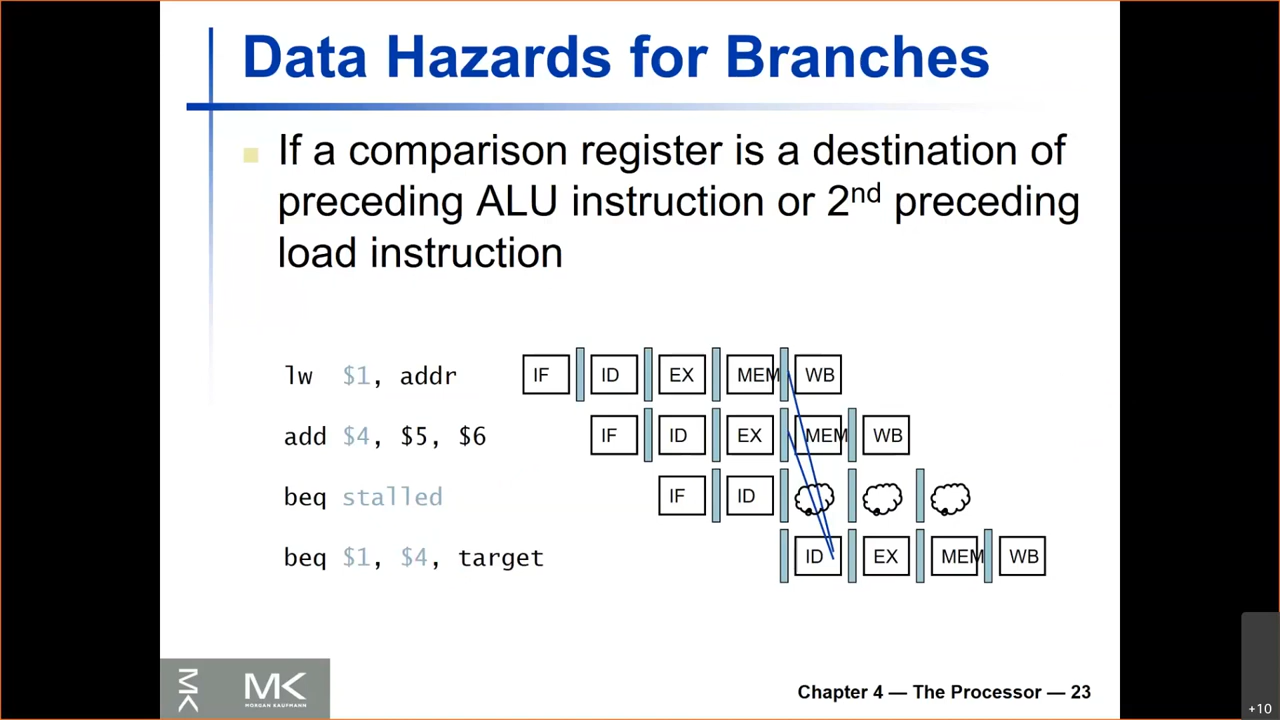 Data Hazards for Branches
If a comparison register is a destination of
preceding ALU instruction or 2nd preceding
load instruction
lw $1, addr IF ID EX MEM WB
add $4, $5, $6 IF ID EX MEM WB
beq stalled IF ID
beq $1, $4, target ID EX MEM WB
MK MK
MORGAN KAUFMANN
Chapter 4 — The Processor — 23
+10